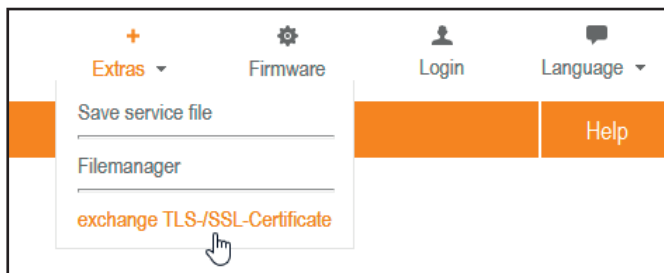 Extras Firmware Login Language
Save service file
Help
Filemanager
exchange TLS-/SSL-Certificate